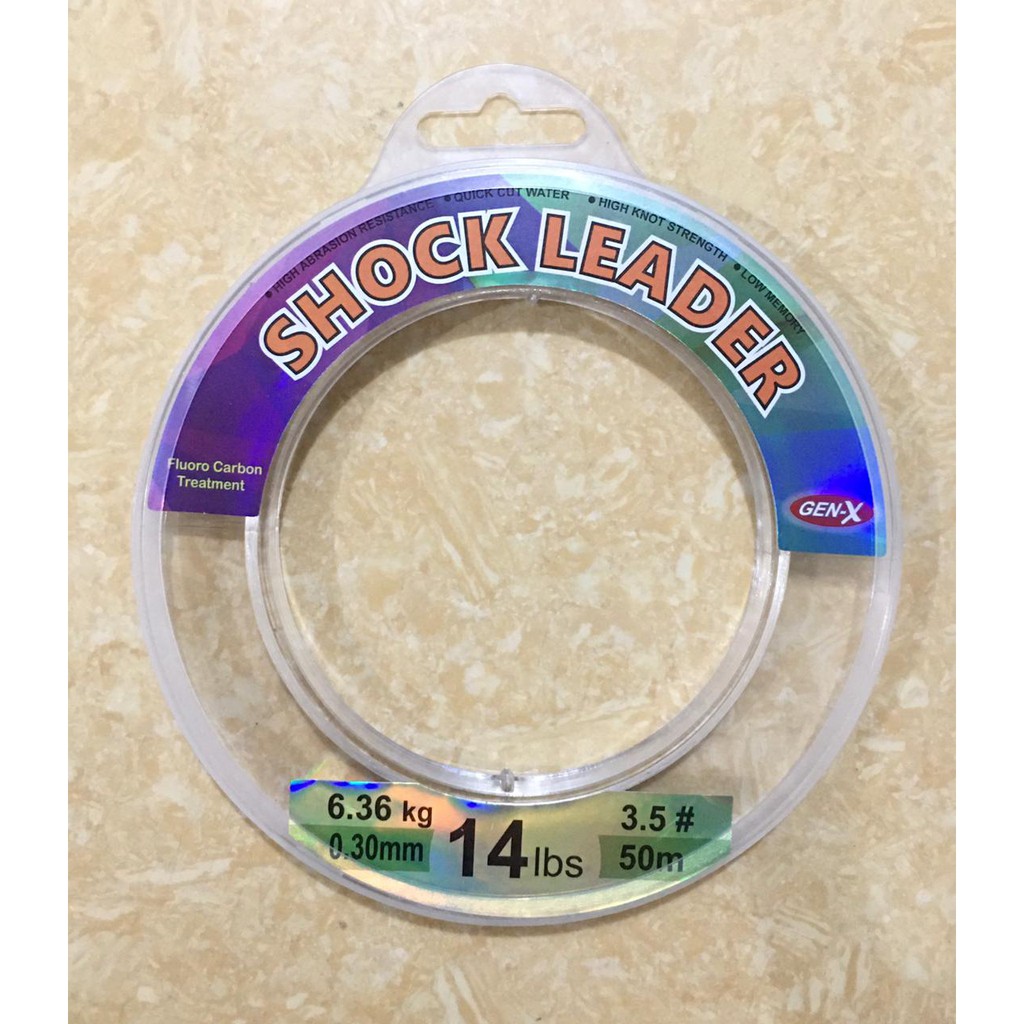 • HIGH ABRASION RESISTANCE • QUICK CUT WATER • HIGH KNOT STRENGTH • LOW MEMORY
SHOCK LEADER
Fluoro Carbon
Treatment
GEN-X
6.36 kg
0.30mm
14 lbs
3.5 #
50m